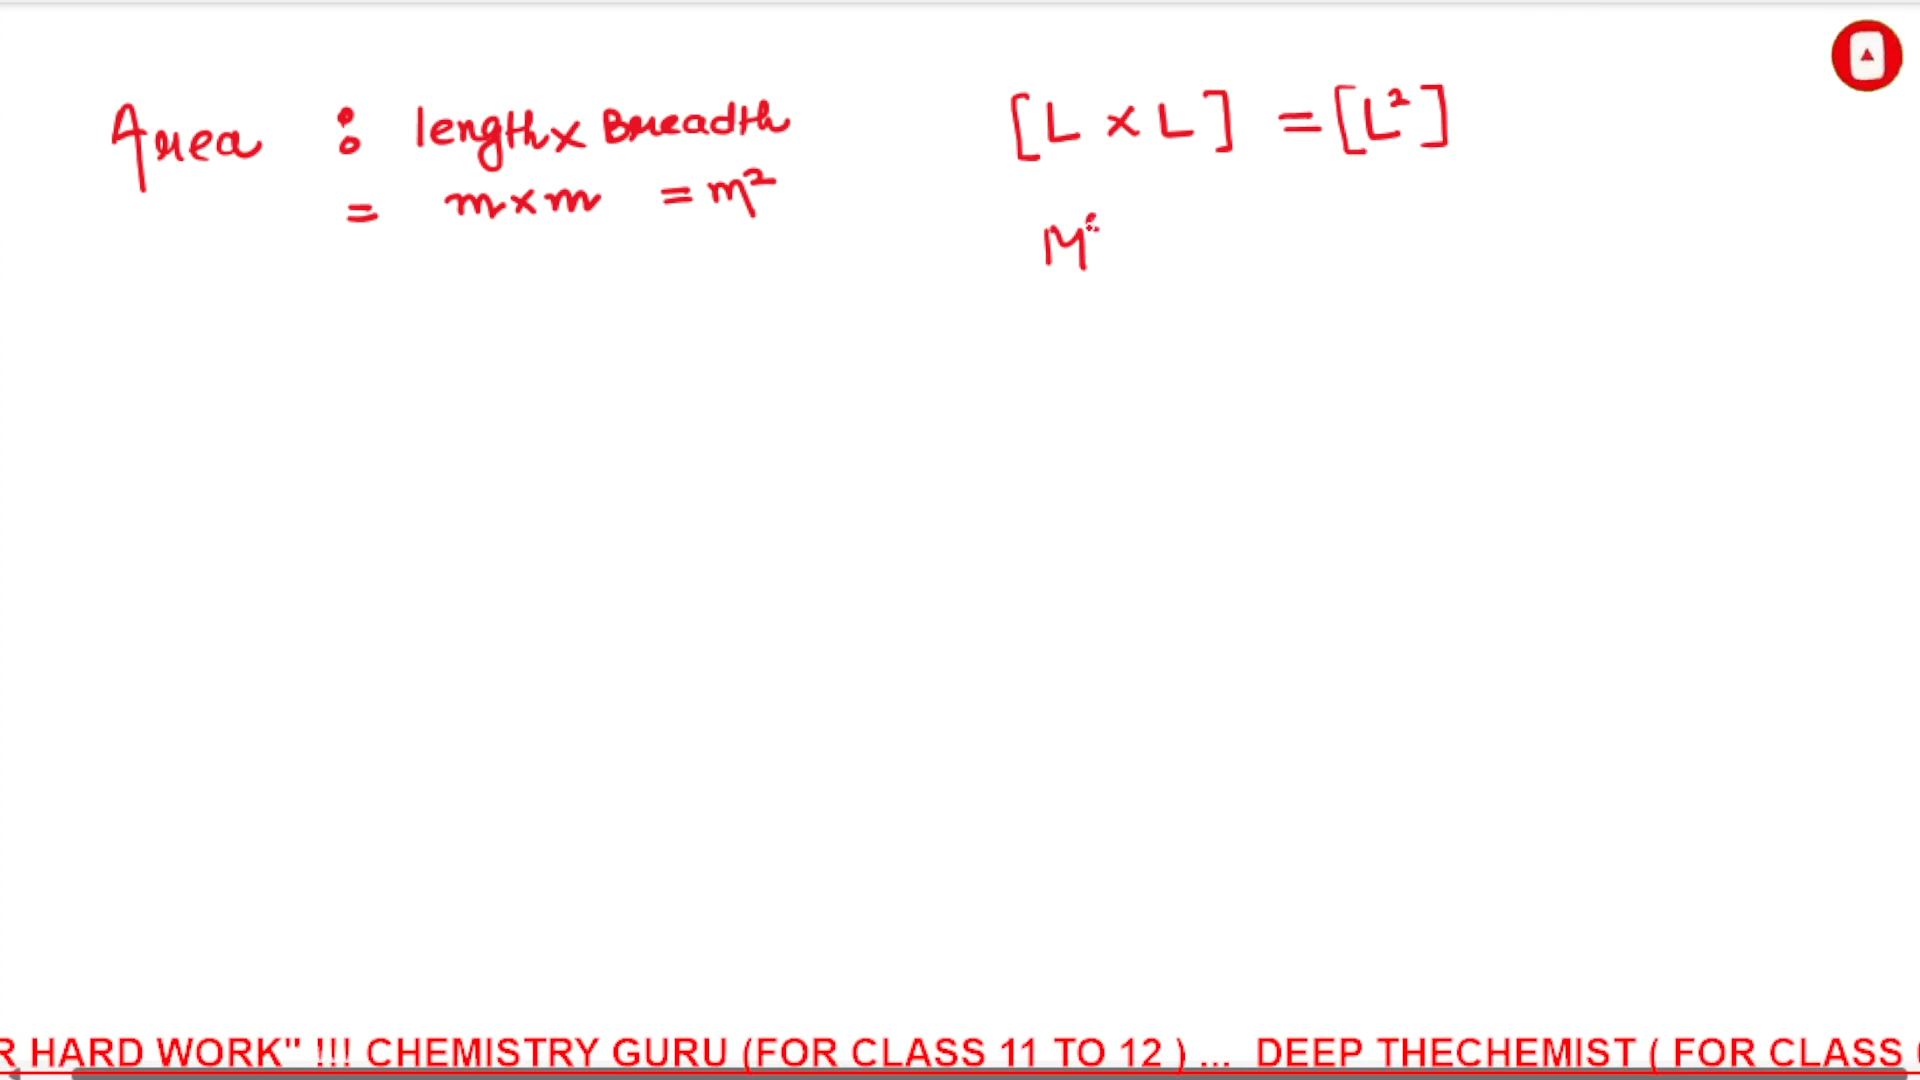 Area : length × Breadth [L × L] = [L²]
= m × m = m²
M
R HARD WORK" !!! CHEMISTRY GURU (FOR CLASS 11 TO 12 ) ... DEEP THECHEMIST ( FOR CLASS